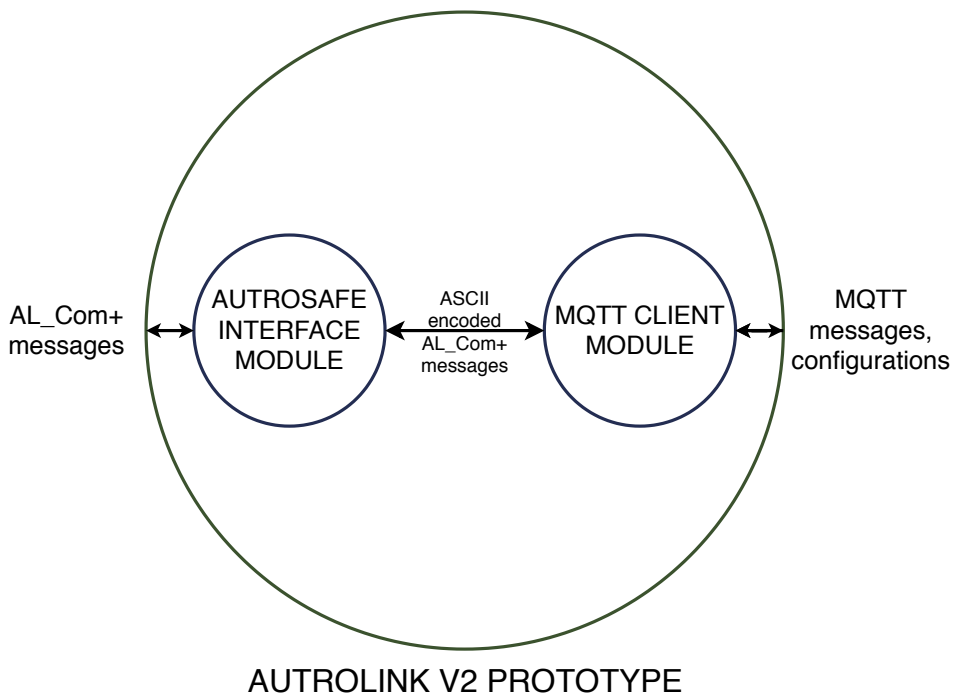 AL_Com+
messages
AUTROSAFE
INTERFACE
MODULE
ASCII
encoded
AL_Com+
messages
MQTT CLIENT
MODULE
MQTT
messages,
configurations
AUTROLINK V2 PROTOTYPE